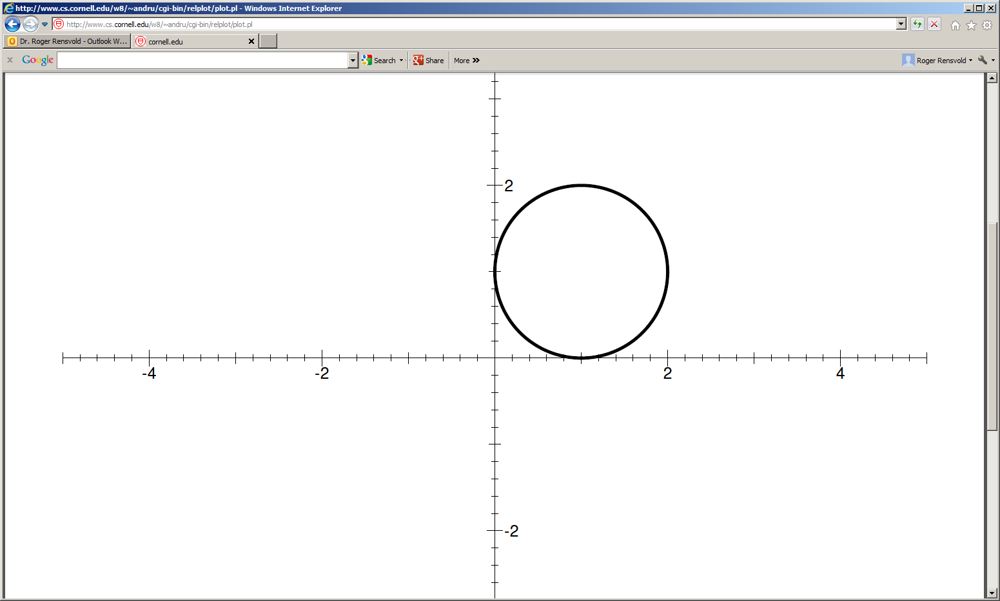 http://www.cs.cornell.edu/w8/~andru/cgi-bin/relplot/plot.pl - Windows Internet Explorer
http://www.cs.cornell.edu/w8/~andru/cgi-bin/relplot/plot.pl
Dr. Roger Rensvold - Outlook W... cornell.edu
x Google Search Share More Roger Rensvold
2
-4 -2 2 4
-2